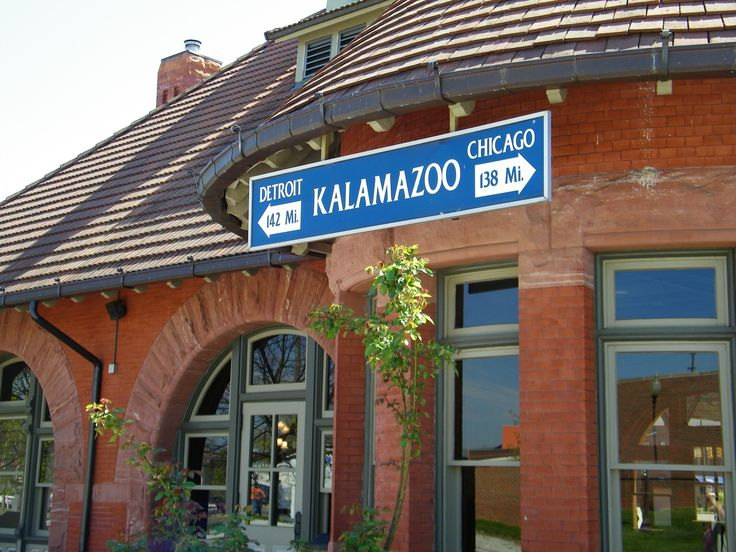 DETROIT
142 Mi.
KALAMAZOO
CHICAGO
138 Mi.